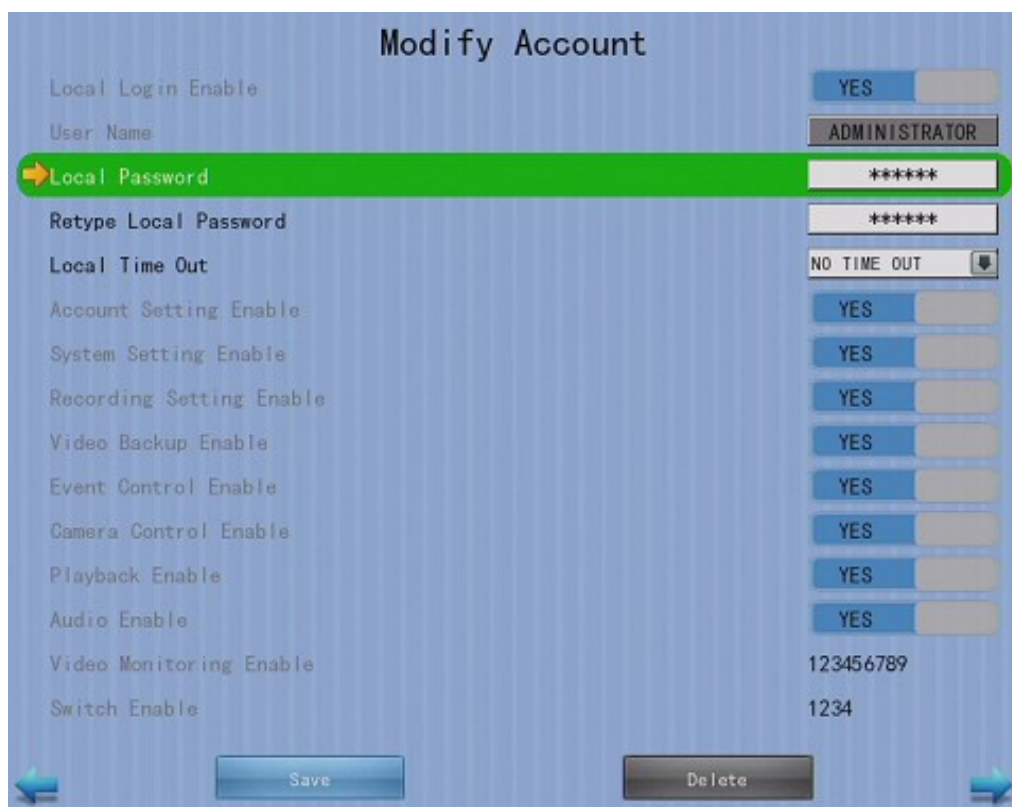 Modify Account
Local Login Enable YES
User Name ADMINISTRATOR
Local Password ******
Retype Local Password ******
Local Time Out NO TIME OUT
Account Setting Enable YES
System Setting Enable YES
Recording Setting Enable YES
Video Backup Enable YES
Event Control Enable YES
Camera Control Enable YES
Playback Enable YES
Audio Enable YES
Video Monitoring Enable 123456789
Switch Enable 1234
Save Delete